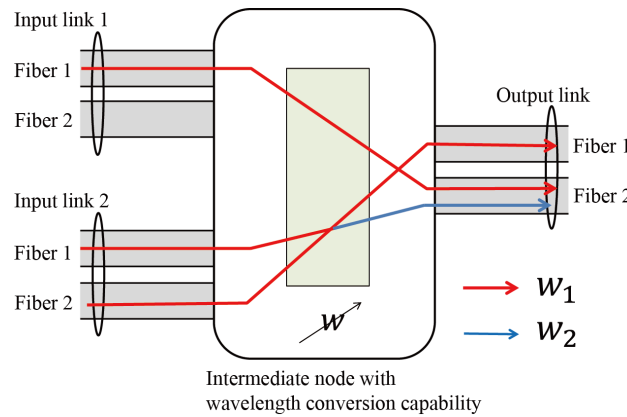 Input link 1
Fiber 1
Fiber 2
Input link 2
Fiber 1
Fiber 2
Output link
Fiber 1
Fiber 2
w
w₁
w₂
Intermediate node with
wavelength conversion capability